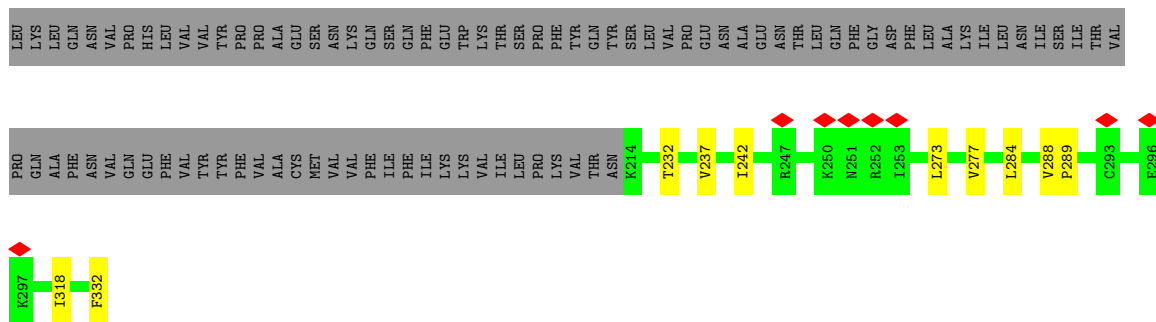 LEU LYS LEU GLN ASN VAL PRO HIS LEU VAL VAL TYR PRO PRO ALA GLU SER ASN LYS GLN SER GLN PHE GLU TRP LYS THR SER PRO PHE TYR GLN TYR SER LEU VAL PRO GLU ASN ALA GLU ASN THR LEU GLN PHE GLY ASP PHE LEU ALA LYS ILE LEU ASN ILE SER ILE THR VAL
PRO GLN ALA PHE ASN VAL GLN GLU PHE VAL TYR TYR PHE VAL ALA CYS MET VAL VAL PHE ILE PHE ILE LYS LYS VAL ILE LEU PRO LYS VAL THR ASN K214 T232 V237 I242 R247 K250 N251 R252 I253 L273 V277 L284 V288 P289 C293 E296
K297 I318 F332